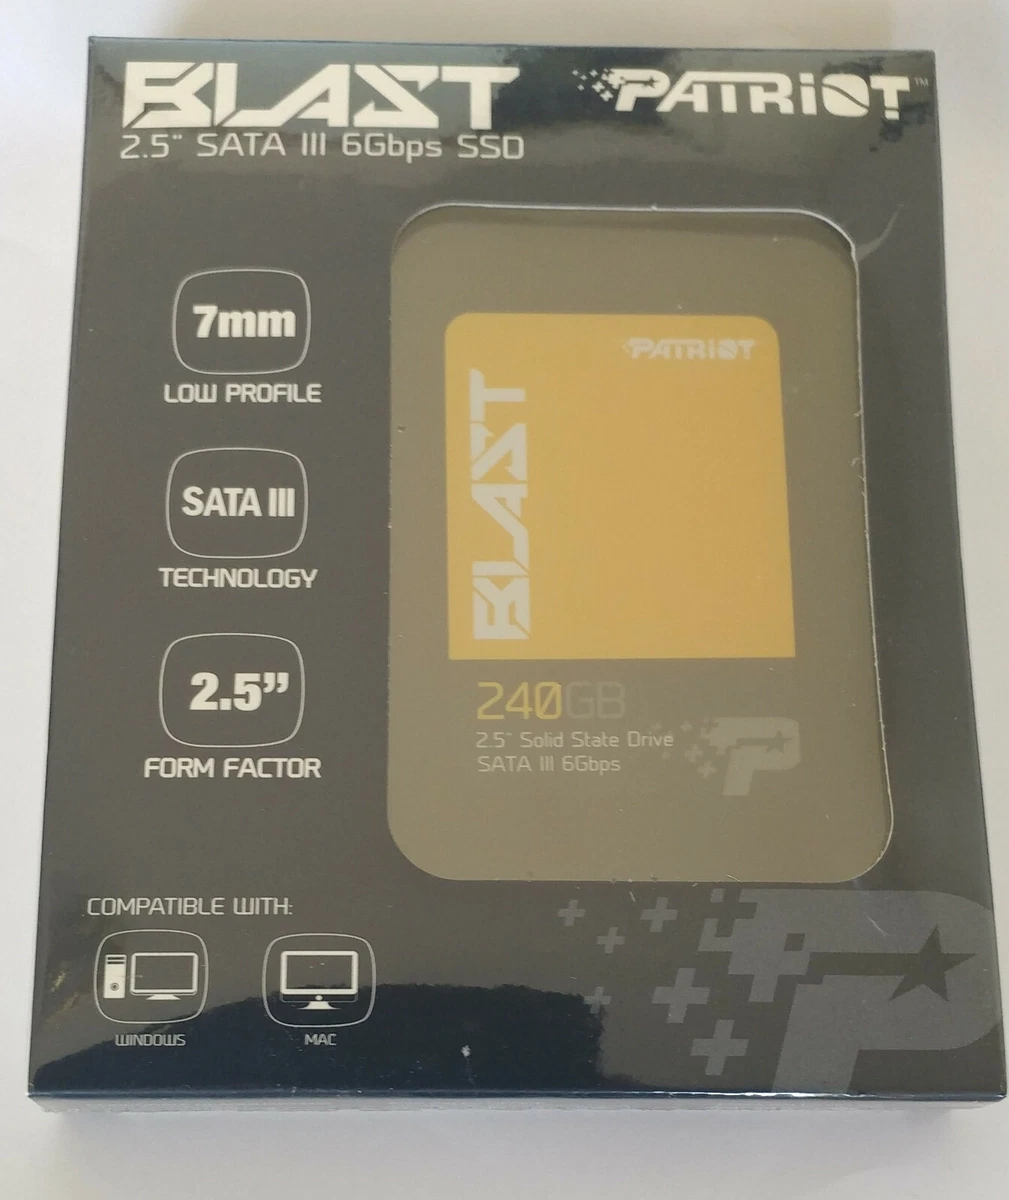 BLAST
PATRiOT™
2.5" SATA III 6Gbps SSD
7mm
LOW PROFILE
SATA III
TECHNOLOGY
2.5”
FORM FACTOR
PATRiOT
BLAST
240GB
2.5" Solid State Drive
SATA III 6Gbps
P
COMPATIBLE WITH:
WINDOWS
MAC
P